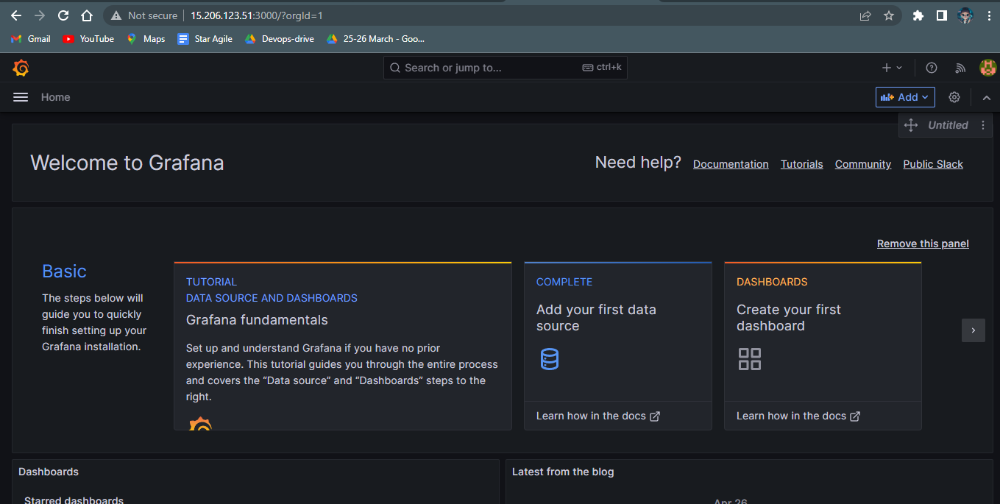 Not secure
15.206.123.51:3000/?orgId=1
Gmail
YouTube
Maps
Star Agile
Devops-drive
25-26 March - Goo...
Search or jump to...
ctrl+k
Home
Add
Untitled
Welcome to Grafana
Need help?
Documentation
Tutorials
Community
Public Slack
Remove this panel
Basic
The steps below will
guide you to quickly
finish setting up your
Grafana installation.
TUTORIAL
DATA SOURCE AND DASHBOARDS
Grafana fundamentals
Set up and understand Grafana if you have no prior
experience. This tutorial guides you through the entire process
and covers the “Data source” and “Dashboards” steps to the
right.
COMPLETE
Add your first data
source
Learn how in the docs
DASHBOARDS
Create your first
dashboard
Learn how in the docs
Dashboards
Starred dashboards
Latest from the blog
Apr 26